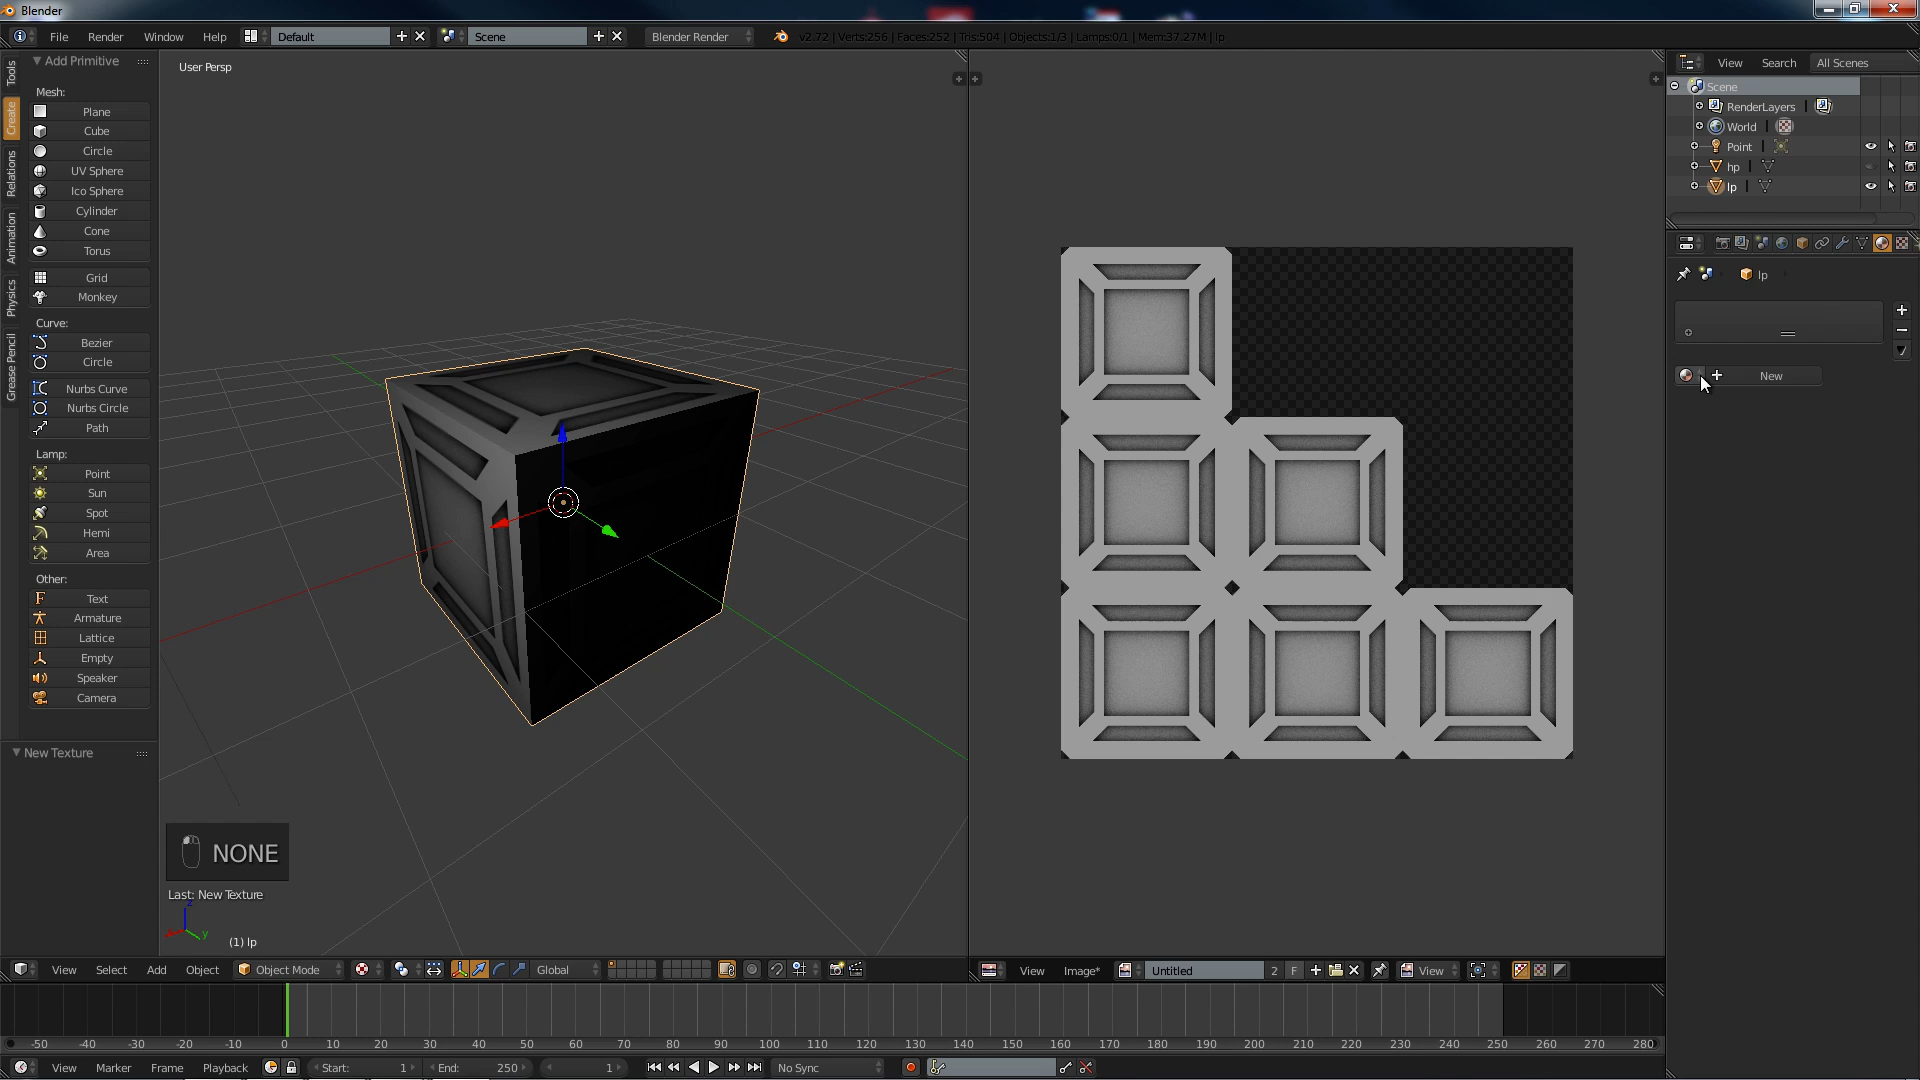 Blender
File Render Window Help Default Scene Blender Render v2.72 | Verts:256 | Faces:252 | Tris:504 | Objects:1/3 | Lamps:0/1 | Mem:37.27M | lp
Add Primitive
Tools
Create
Relations
Animation
Physics
Grease Pencil
Mesh:
Plane
Cube
Circle
UV Sphere
Ico Sphere
Cylinder
Cone
Torus
Grid
Monkey
Curve:
Bezier
Circle
Nurbs Curve
Nurbs Circle
Path
Lamp:
Point
Sun
Spot
Hemi
Area
Other:
Text
Armature
Lattice
Empty
Speaker
Camera
New Texture
User Persp
NONE
Last: New Texture
z
y
(1) lp
View Select Add Object Object Mode Global
View Image* Untitled 2 F View
View Search All Scenes
Scene
RenderLayers
World
Point
hp
lp
lp
New
-50 -40 -30 -20 -10 0 10 20 30 40 50 60 70 80 90 100 110 120 130 140 150 160 170 180 190 200 210 220 230 240 250 260 270 280
View Marker Frame Playback Start: 1 End: 250 1 No Sync